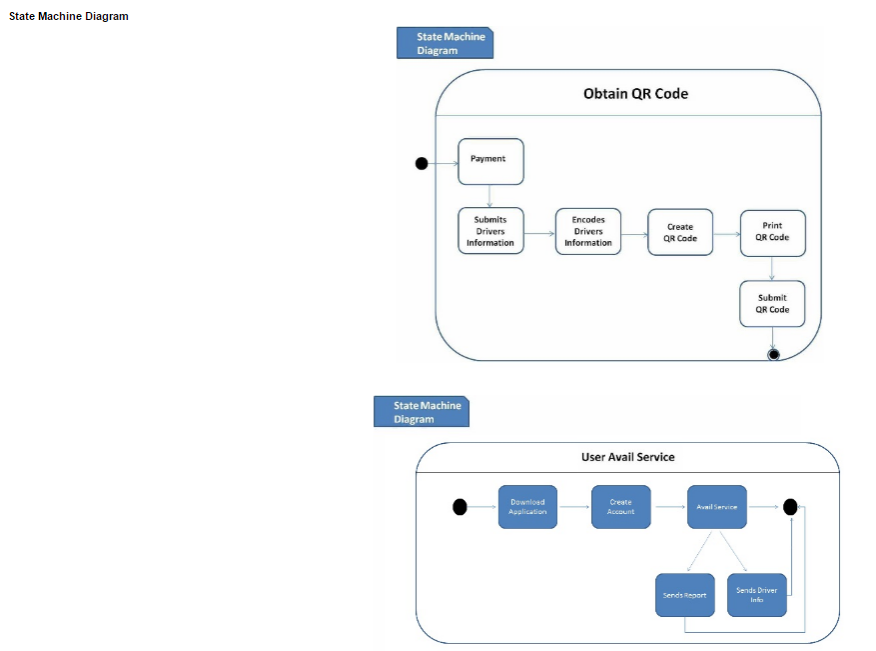 State Machine Diagram
State Machine
Diagram
Obtain QR Code
Payment
Submits
Drivers
Information
Encodes
Drivers
Information
Create
QR Code
Print
QR Code
Submit
QR Code
State Machine
Diagram
User Avail Service
Download
Application
Create
Account
Avail Service
Sends Report
Sends Driver
Info